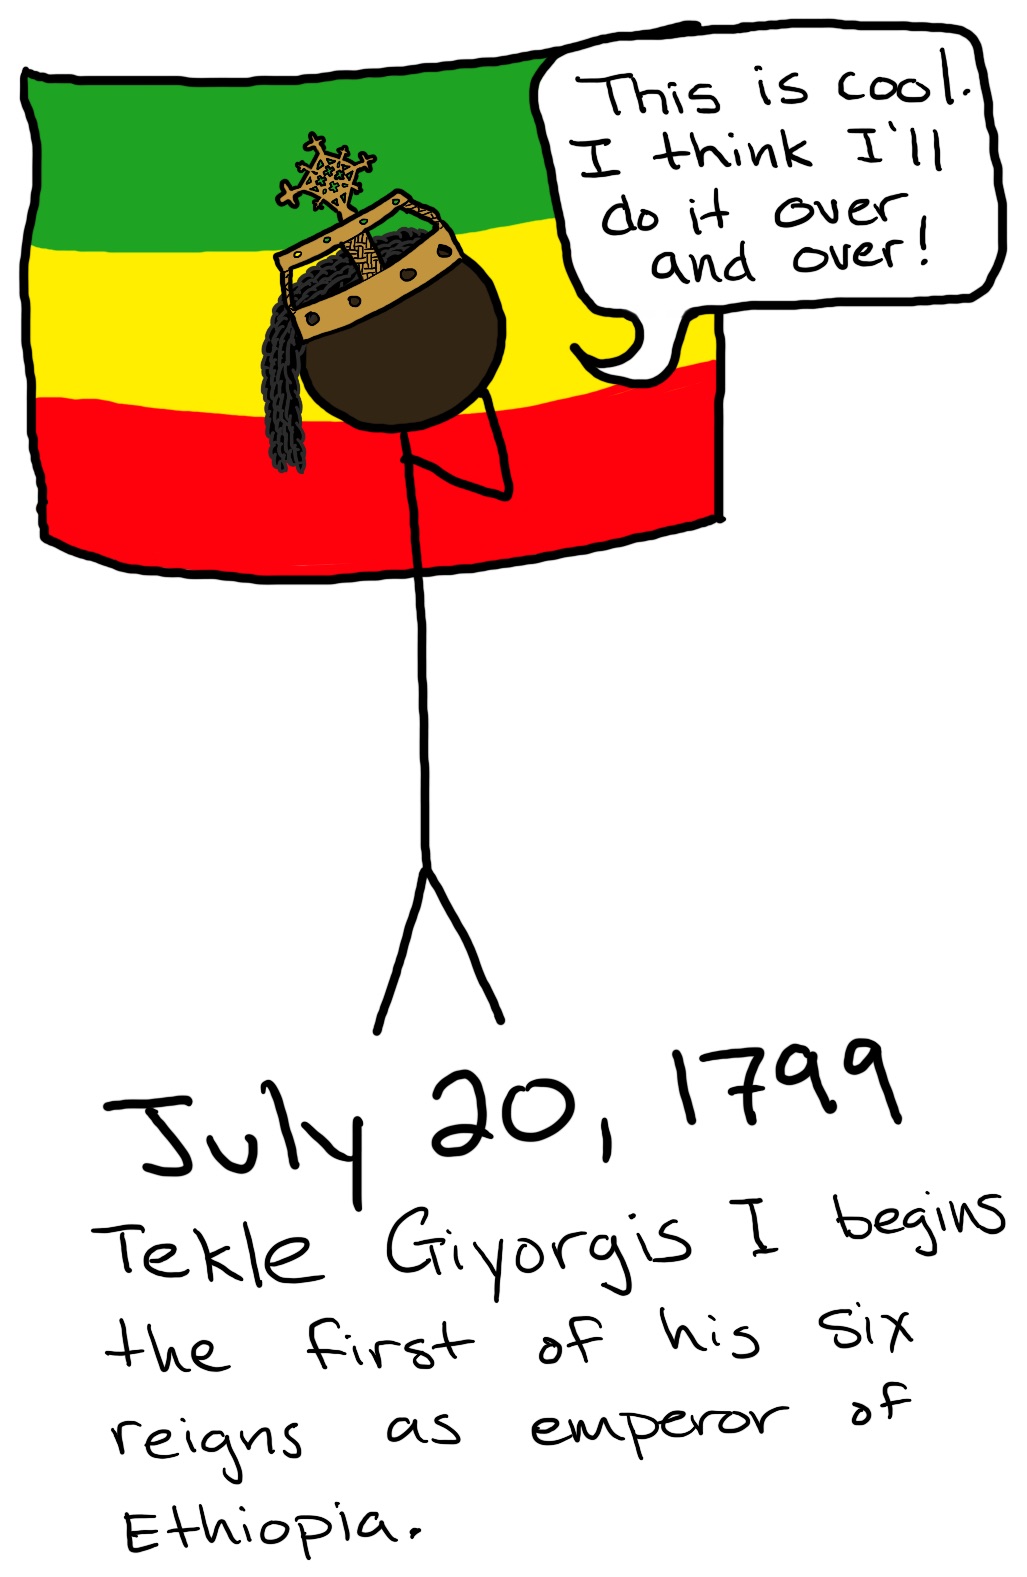 This is cool.
I think I'll
do it over
and over!
July 20, 1799
Tekle Giyorgis I begins
the first of his six
reigns as emperor of
Ethiopia.